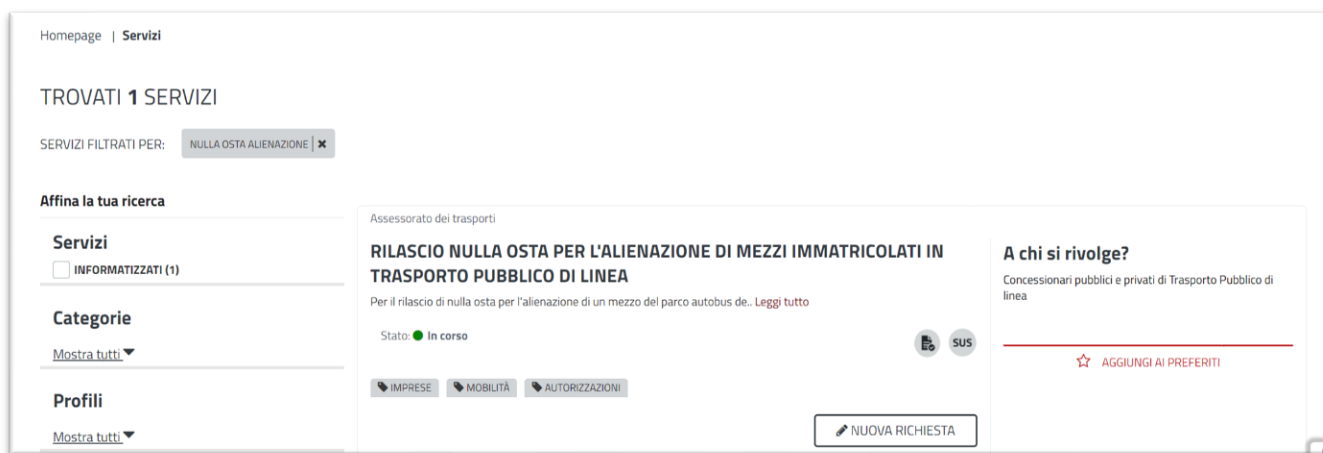 Homepage | Servizi
TROVATI 1 SERVIZI
SERVIZI FILTRATI PER: NULLA OSTA ALIENAZIONE | ✖
Affina la tua ricerca
Servizi
INFORMATIZZATI (1)
Categorie
Mostra tutti
Profili
Mostra tutti
Assessorato dei trasporti
RILASCIO NULLA OSTA PER L'ALIENAZIONE DI MEZZI IMMATRICOLATI IN
TRASPORTO PUBBLICO DI LINEA
Per il rilascio di nulla osta per l'alienazione di un mezzo del parco autobus de.. Leggi tutto
Stato: In corso
SUS
IMPRESE MOBILITÀ AUTORIZZAZIONI
NUOVA RICHIESTA
A chi si rivolge?
Concessionari pubblici e privati di Trasporto Pubblico di
linea
AGGIUNGI AI PREFERITI